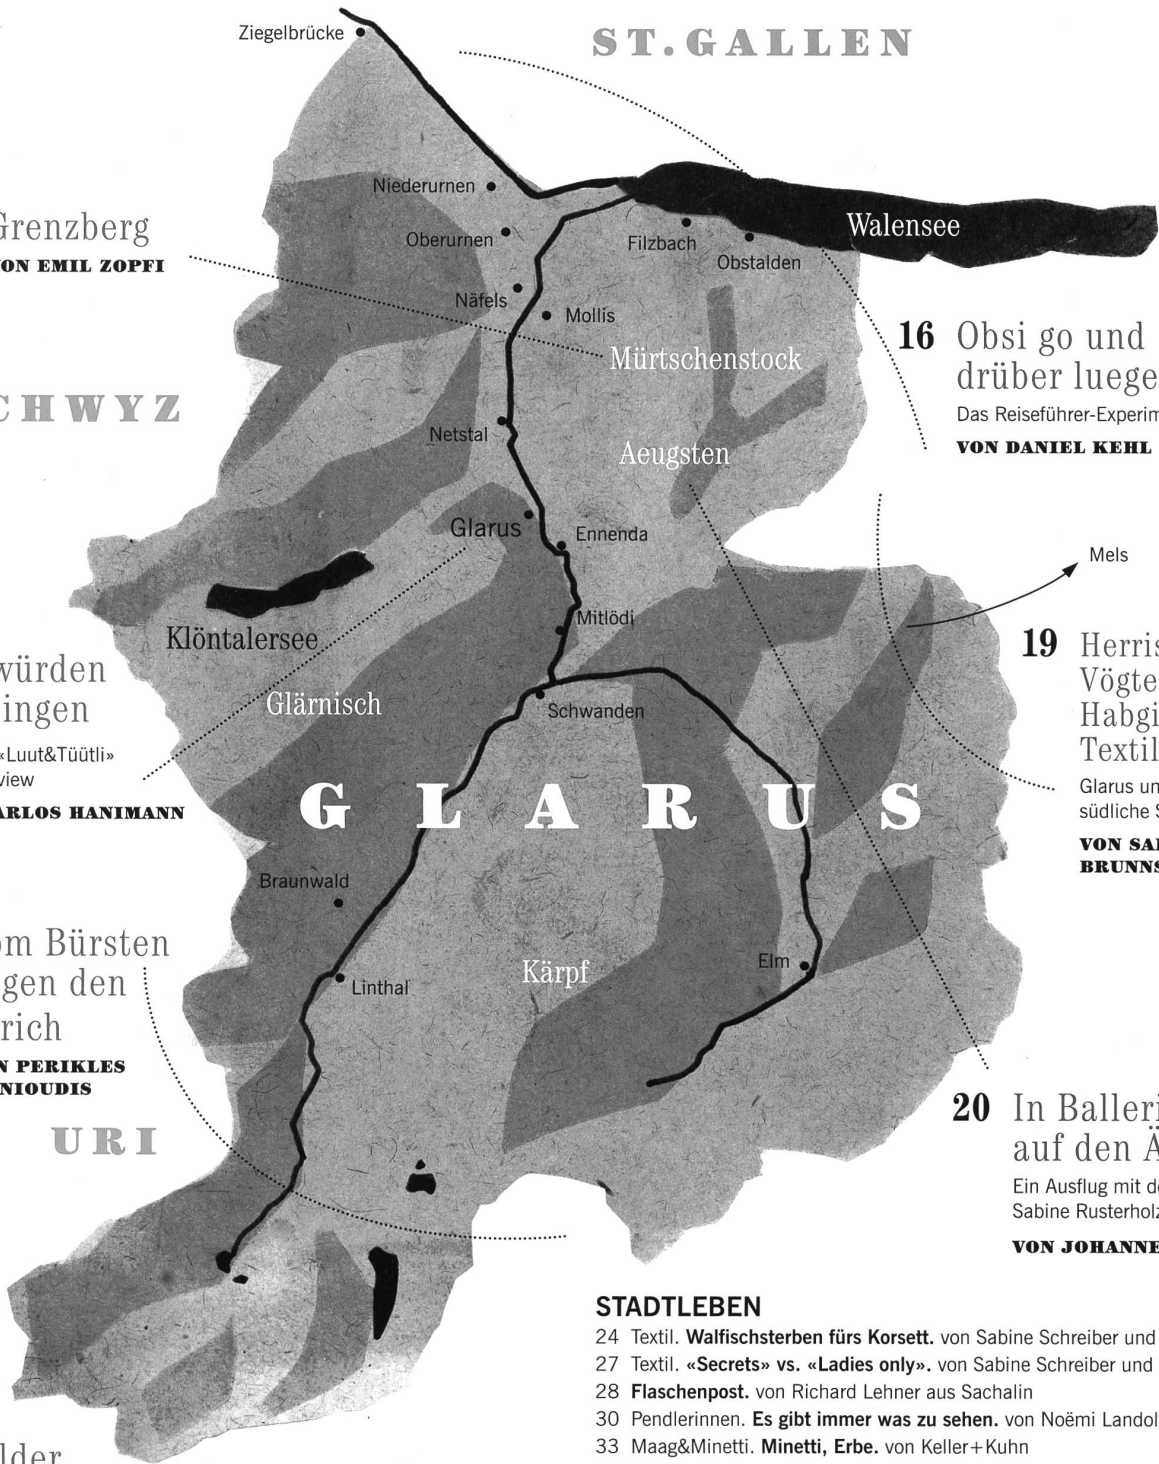 Ziegelbrücke
ST.GALLEN
Niederurnen
Oberurnen
Filzbach
Walensee
Obstalden
Grenzberg
VON EMIL ZOPFI
Näfels
Mollis
Mürtschenstock
16 Obsi go und
drüber luege
Das Reiseführer-Experim
VON DANIEL KEHL
CHWYZ
Netstal
Aeugsten
Glarus
Ennenda
Mels
Mitlödi
Klöntalersee
würden
ingen
«Luut&Tüütli»
view
ARLOS HANIMANN
Glärnisch
Schwanden
19 Herris
Vögte
Habgi
Textil
Glarus un
südliche S
VON SAI
BRUNNS
GLARUS
Braunwald
om Bürsten
gen den
rich
N PERIKLES
NIOUDIS
Linthal
Kärpf
Elm
URI
20 In Balleri
auf den Ä
Ein Ausflug mit de
Sabine Rusterholz
VON JOHANNE
STADTLEBEN
24 Textil. Walfischsterben fürs Korsett. von Sabine Schreiber und
27 Textil. «Secrets» vs. «Ladies only». von Sabine Schreiber und
28 Flaschenpost. von Richard Lehner aus Sachalin
30 Pendlerinnen. Es gibt immer was zu sehen. von Noëmi Landol
33 Maag&Minetti. Minetti, Erbe. von Keller+Kuhn
lder